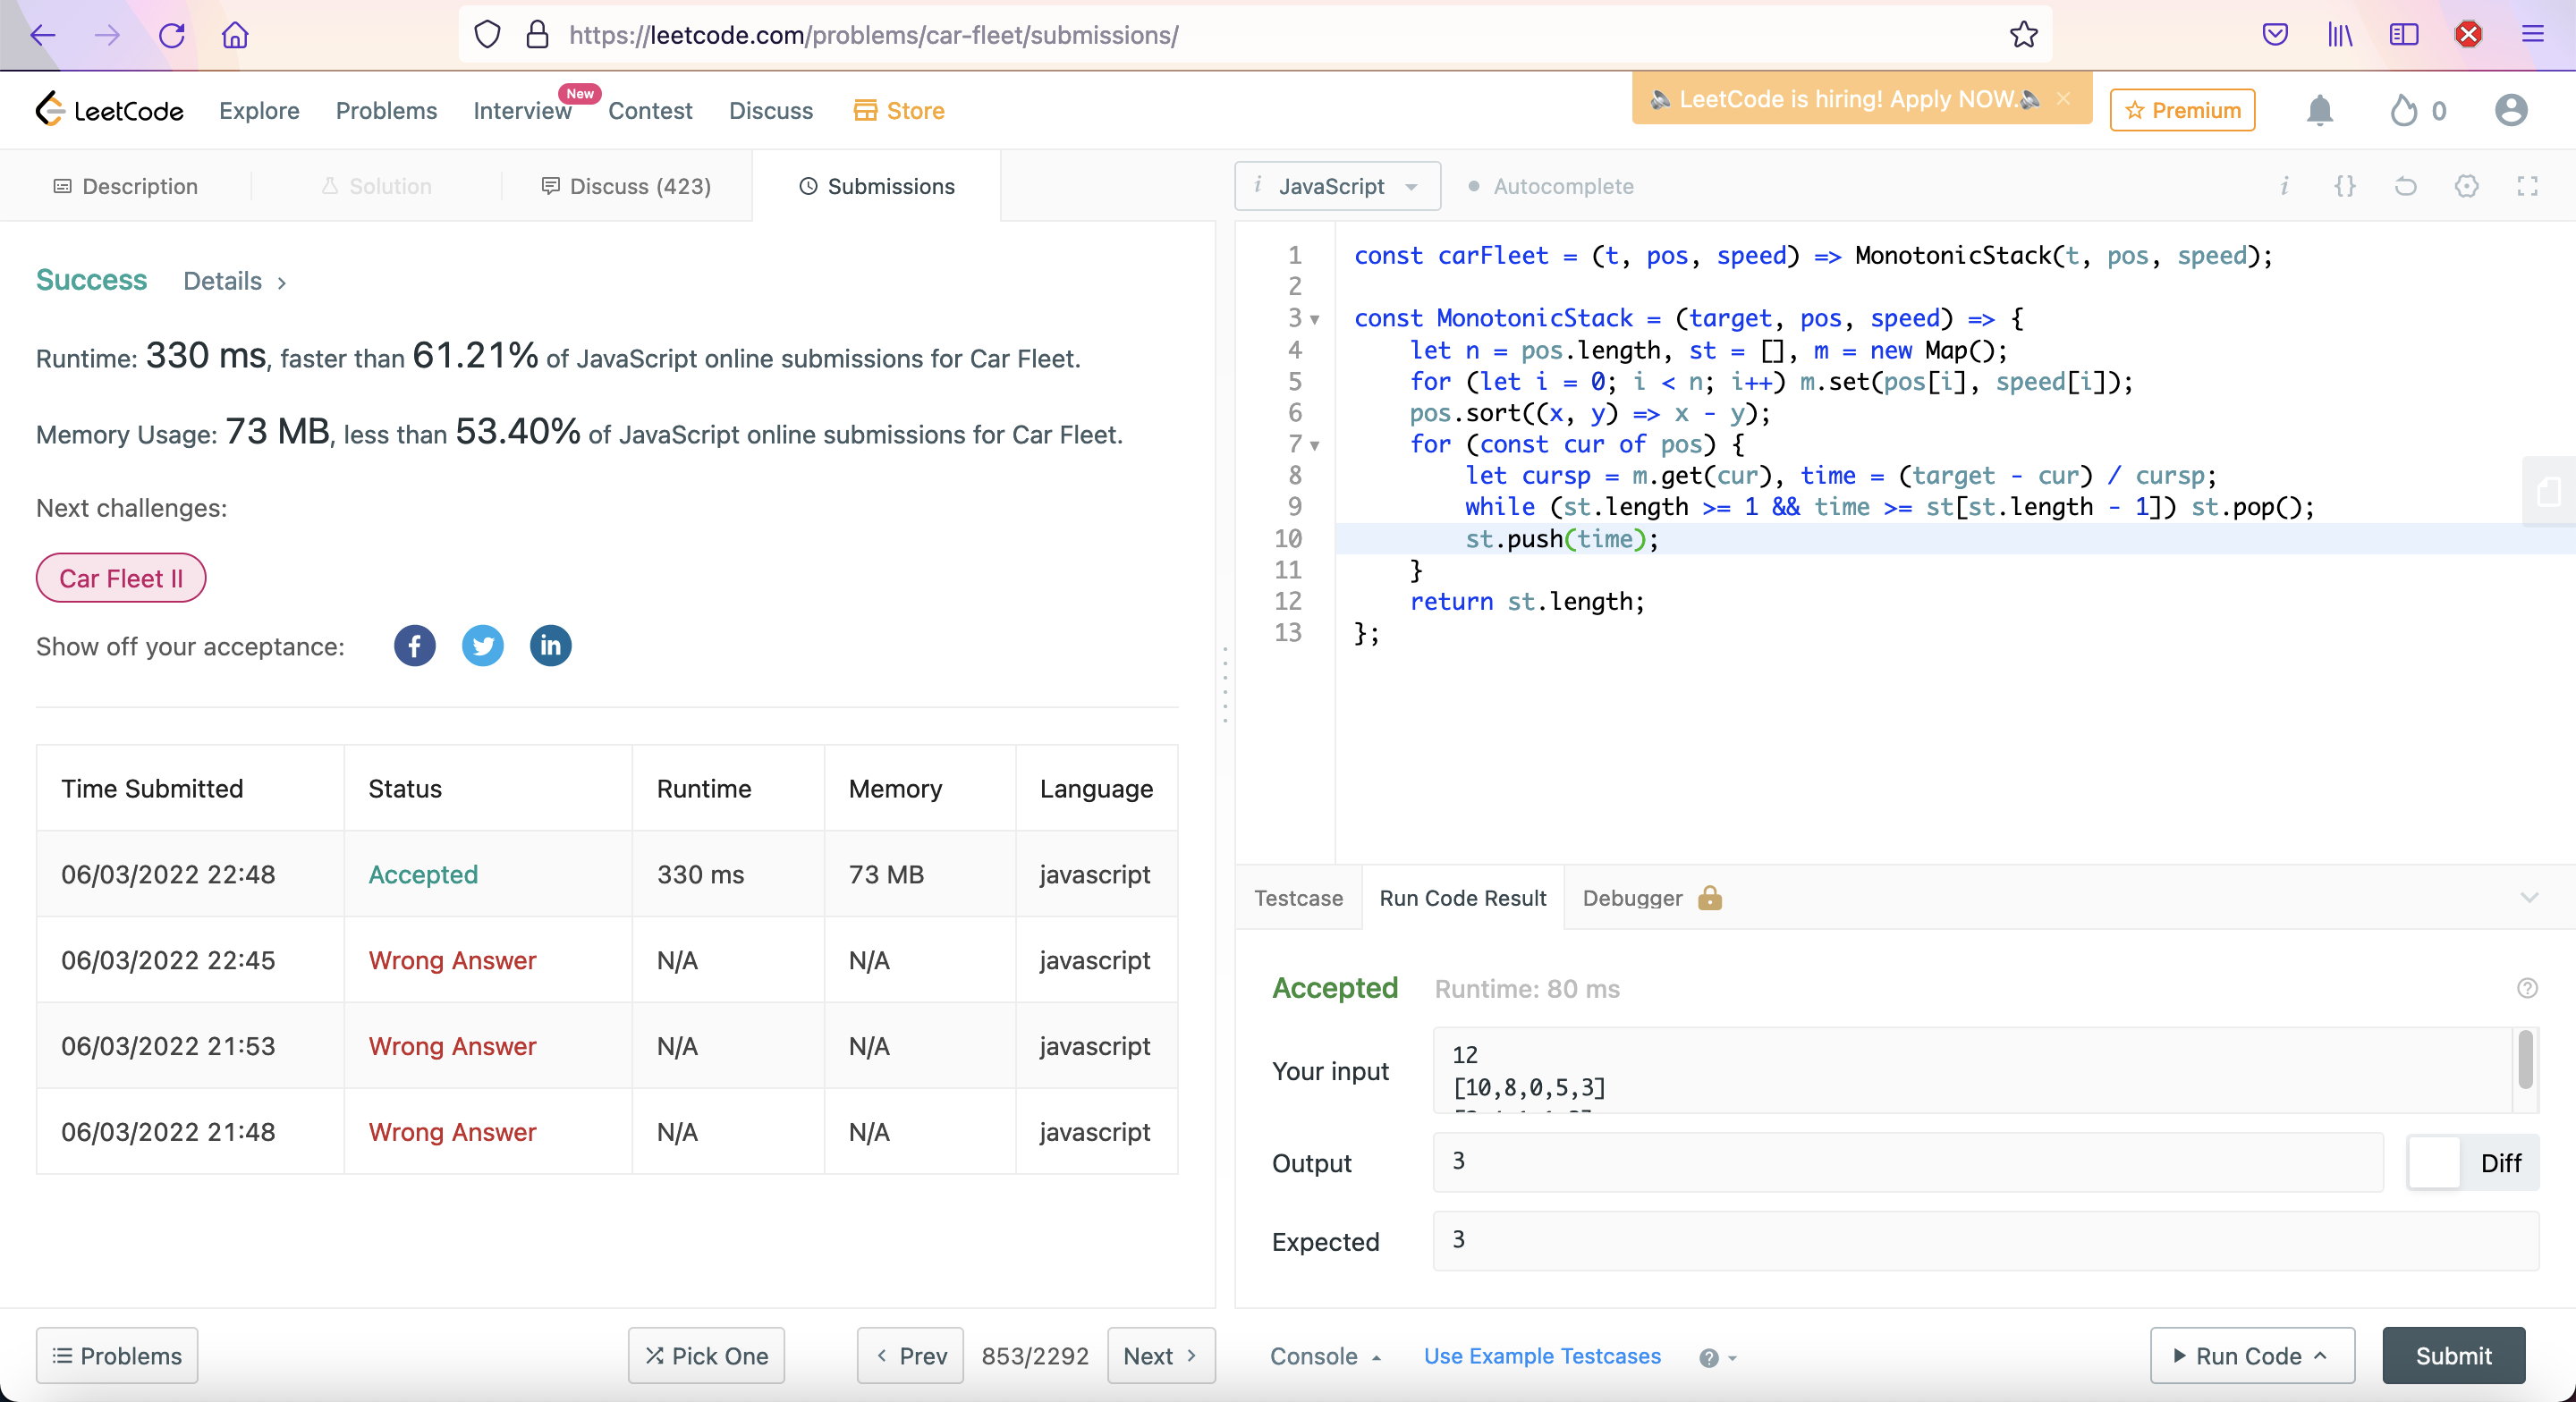 https://leetcode.com/problems/car-fleet/submissions/
LeetCode
Explore
Problems
Interview
New
Contest
Discuss
Store
LeetCode is hiring! Apply NOW.
Premium
0
Description
Solution
Discuss (423)
Submissions
i JavaScript
Autocomplete
Success
Details
Runtime: 330 ms, faster than 61.21% of JavaScript online submissions for Car Fleet.
Memory Usage: 73 MB, less than 53.40% of JavaScript online submissions for Car Fleet.
Next challenges:
Car Fleet II
Show off your acceptance:
Time Submitted Status Runtime Memory Language
06/03/2022 22:48 Accepted 330 ms 73 MB javascript
06/03/2022 22:45 Wrong Answer N/A N/A javascript
06/03/2022 21:53 Wrong Answer N/A N/A javascript
06/03/2022 21:48 Wrong Answer N/A N/A javascript
1 const carFleet = (t, pos, speed) => MonotonicStack(t, pos, speed);
2
3 const MonotonicStack = (target, pos, speed) => {
4 let n = pos.length, st = [], m = new Map();
5 for (let i = 0; i < n; i++) m.set(pos[i], speed[i]);
6 pos.sort((x, y) => x - y);
7 for (const cur of pos) {
8 let cursp = m.get(cur), time = (target - cur) / cursp;
9 while (st.length >= 1 && time >= st[st.length - 1]) st.pop();
10 st.push(time);
11 }
12 return st.length;
13 };
Testcase
Run Code Result
Debugger
Accepted
Runtime: 80 ms
Your input
12
[10,8,0,5,3]
Output
3
Diff
Expected
3
Problems
Pick One
Prev
853/2292
Next
Console
Use Example Testcases
Run Code
Submit